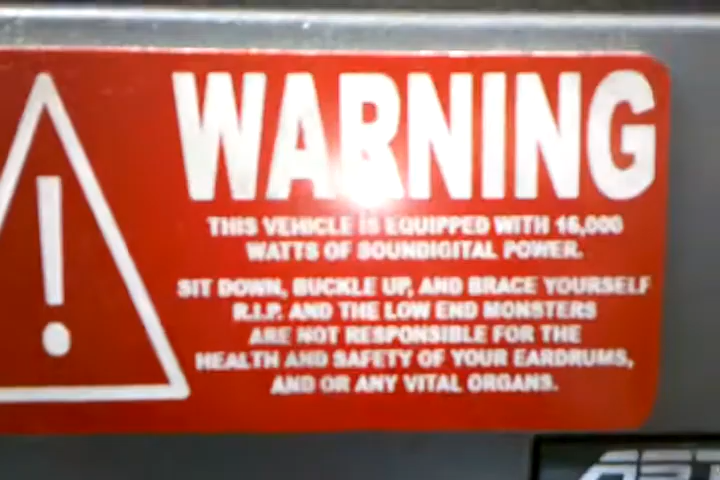 WARNING
THIS VEHICLE IS EQUIPPED WITH 16,000
WATTS OF SOUNDIGITAL POWER.
SIT DOWN, BUCKLE UP, AND BRACE YOURSELF
R.I.P. AND THE LOW END MONSTERS
ARE NOT RESPONSIBLE FOR THE
HEALTH AND SAFETY OF YOUR EARDRUMS,
AND OR ANY VITAL ORGANS.